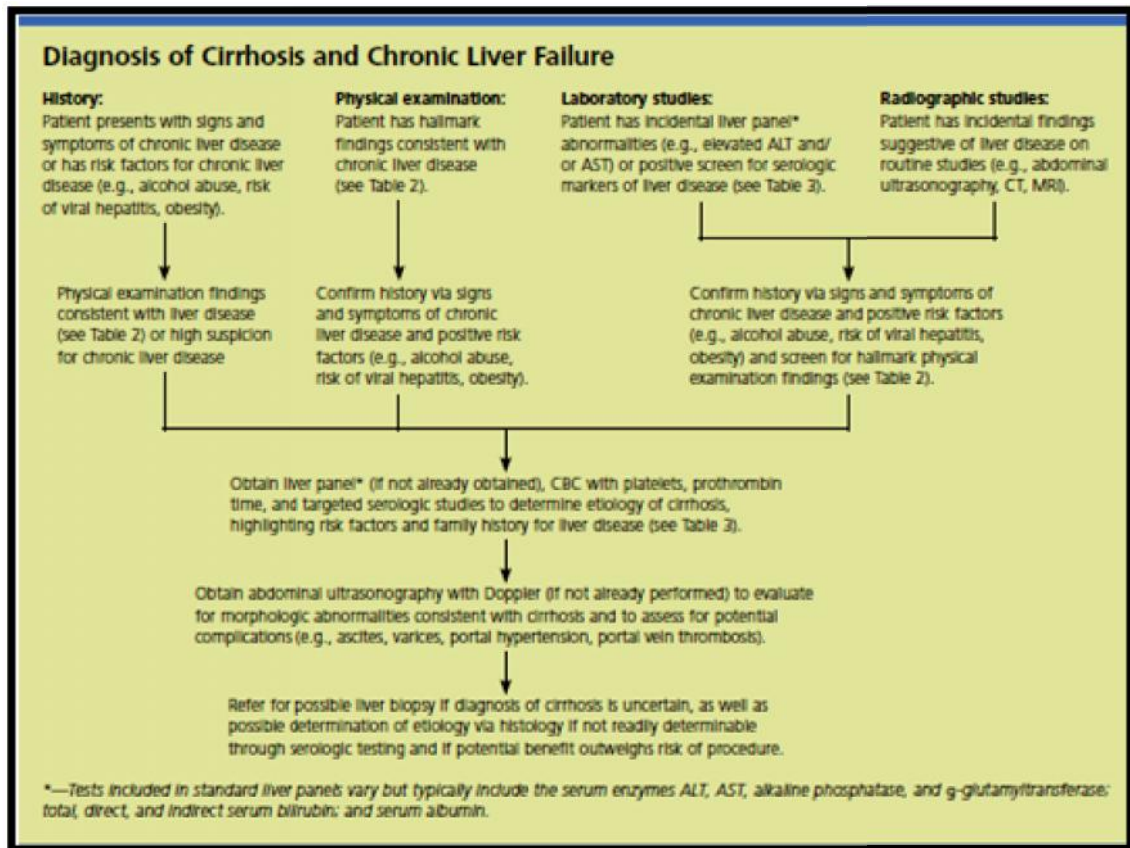 Diagnosis of Cirrhosis and Chronic Liver Failure
History:
Patient presents with signs and
symptoms of chronic liver disease
or has risk factors for chronic liver
disease (e.g., alcohol abuse, risk
of viral hepatitis, obesity).
Physical examination:
Patient has hallmark
findings consistent with
chronic liver disease
(see Table 2).
Laboratory studies:
Patient has incidental liver panel*
abnormalities (e.g., elevated ALT and/
or AST) or positive screen for serologic
markers of liver disease (see Table 3).
Radiographic studies:
Patient has incidental findings
suggestive of liver disease on
routine studies (e.g., abdominal
ultrasonography, CT, MRI).
Physical examination findings
consistent with liver disease
(see Table 2) or high suspicion
for chronic liver disease
Confirm history via signs
and symptoms of chronic
liver disease and positive risk
factors (e.g., alcohol abuse,
risk of viral hepatitis, obesity).
Confirm history via signs and symptoms of
chronic liver disease and positive risk factors
(e.g., alcohol abuse, risk of viral hepatitis,
obesity) and screen for hallmark physical
examination findings (see Table 2).
Obtain liver panel* (if not already obtained), CBC with platelets, prothrombin
time, and targeted serologic studies to determine etiology of cirrhosis,
highlighting risk factors and family history for liver disease (see Table 3).
Obtain abdominal ultrasonography with Doppler (if not already performed) to evaluate
for morphologic abnormalities consistent with cirrhosis and to assess for potential
complications (e.g., ascites, varices, portal hypertension, portal vein thrombosis).
Refer for possible liver biopsy if diagnosis of cirrhosis is uncertain, as well as
possible determination of etiology via histology if not readily determinable
through serologic testing and if potential benefit outweighs risk of procedure.
*—Tests included in standard liver panels vary but typically include the serum enzymes ALT, AST, alkaline phosphatase, and g-glutamyltransferase;
total, direct, and indirect serum bilirubin; and serum albumin.